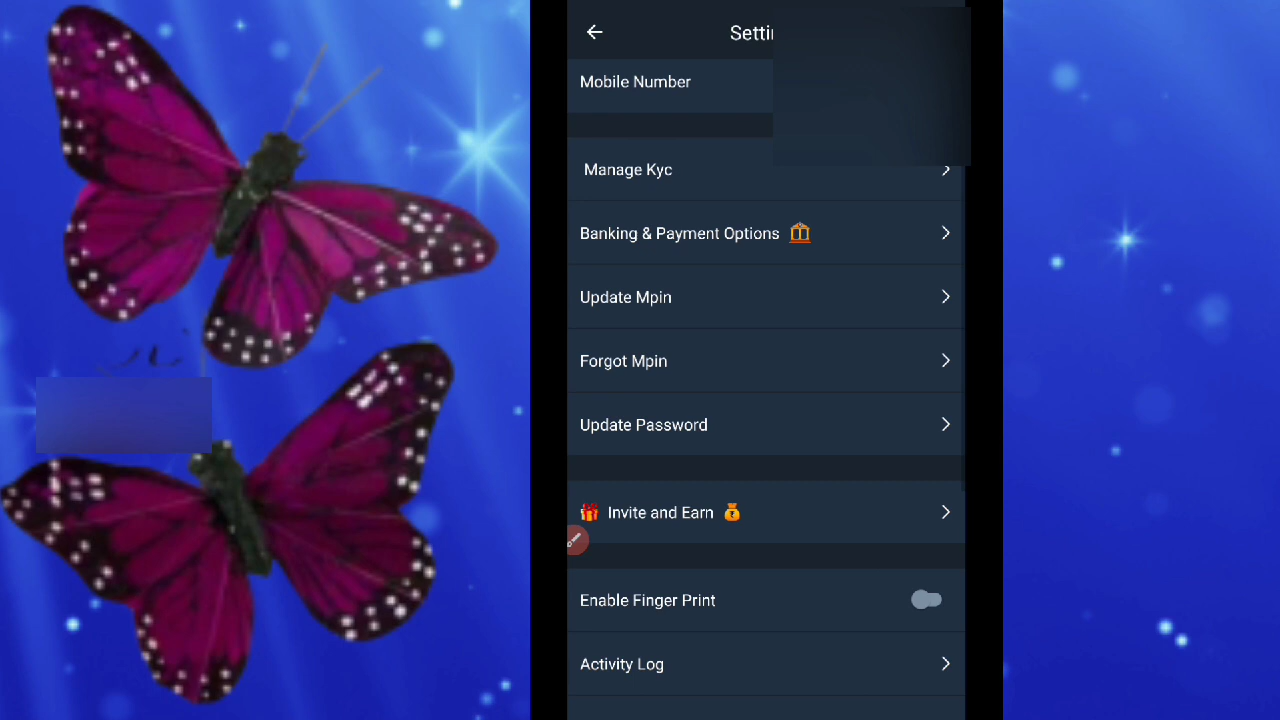 Setti
Mobile Number
Manage Kyc
Banking & Payment Options
Update Mpin
Forgot Mpin
Update Password
Invite and Earn
Enable Finger Print
Activity Log